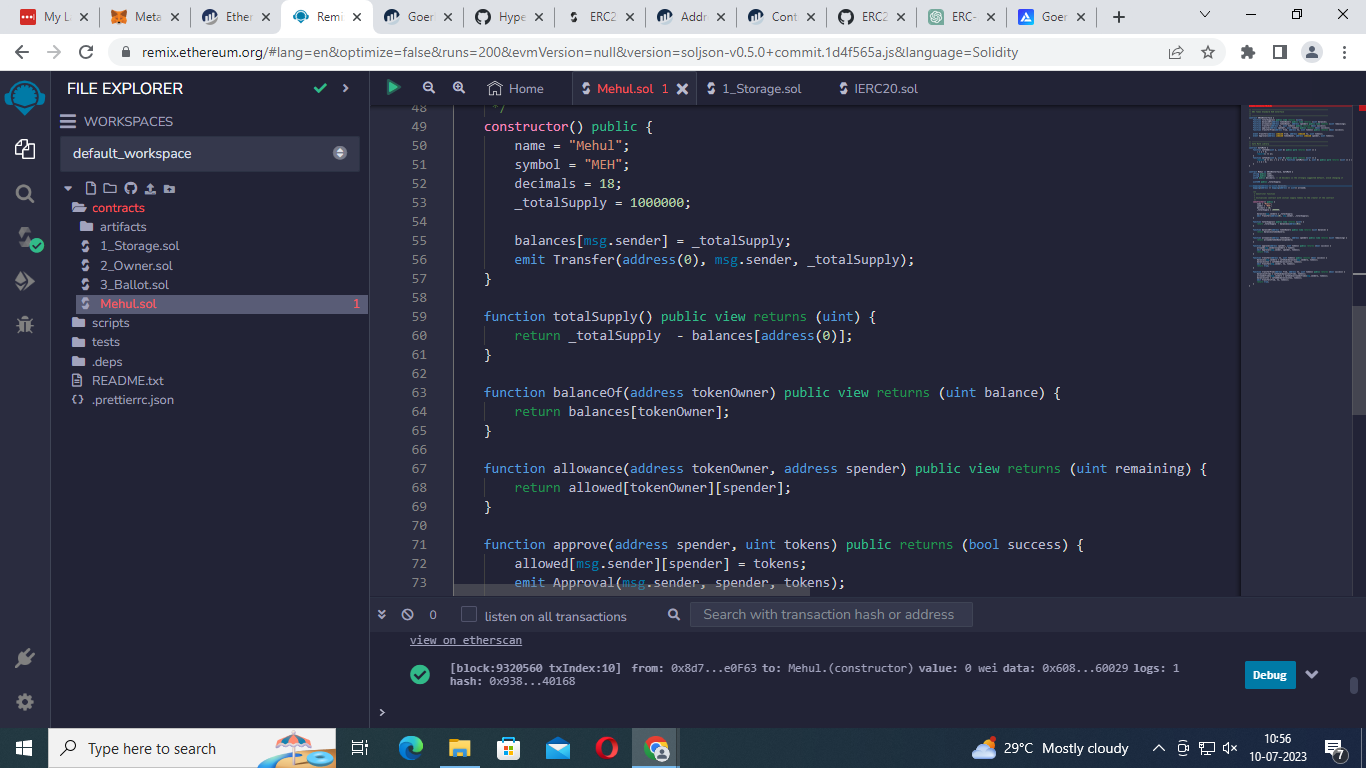 My L
Meta
Ether
Remi
Goer
Hype
ERC2
Addr
Cont
ERC2
ERC-
Goer
remix.ethereum.org/#lang=en&optimize=false&runs=200&evmVersion=null&version=soljson-v0.5.0+commit.1d4f565a.js&language=Solidity
FILE EXPLORER
WORKSPACES
default_workspace
contracts
artifacts
1_Storage.sol
2_Owner.sol
3_Ballot.sol
Mehul.sol 1
scripts
tests
.deps
README.txt
.prettierrc.json
Home
Mehul.sol 1
1_Storage.sol
IERC20.sol
48 */
49 constructor() public {
50 name = "Mehul";
51 symbol = "MEH";
52 decimals = 18;
53 _totalSupply = 1000000;
54
55 balances[msg.sender] = _totalSupply;
56 emit Transfer(address(0), msg.sender, _totalSupply);
57 }
58
59 function totalSupply() public view returns (uint) {
60 return _totalSupply  - balances[address(0)];
61 }
62
63 function balanceOf(address tokenOwner) public view returns (uint balance) {
64 return balances[tokenOwner];
65 }
66
67 function allowance(address tokenOwner, address spender) public view returns (uint remaining) {
68 return allowed[tokenOwner][spender];
69 }
70
71 function approve(address spender, uint tokens) public returns (bool success) {
72 allowed[msg.sender][spender] = tokens;
73 emit Approval(msg.sender, spender, tokens);
0
listen on all transactions
Search with transaction hash or address
view on etherscan
[block:9320560 txIndex:10] from: 0x8d7...e0F63 to: Mehul.(constructor) value: 0 wei data: 0x608...60029 logs: 1
hash: 0x938...40168
Debug
>
Type here to search
29°C Mostly cloudy
10:56
10-07-2023
7